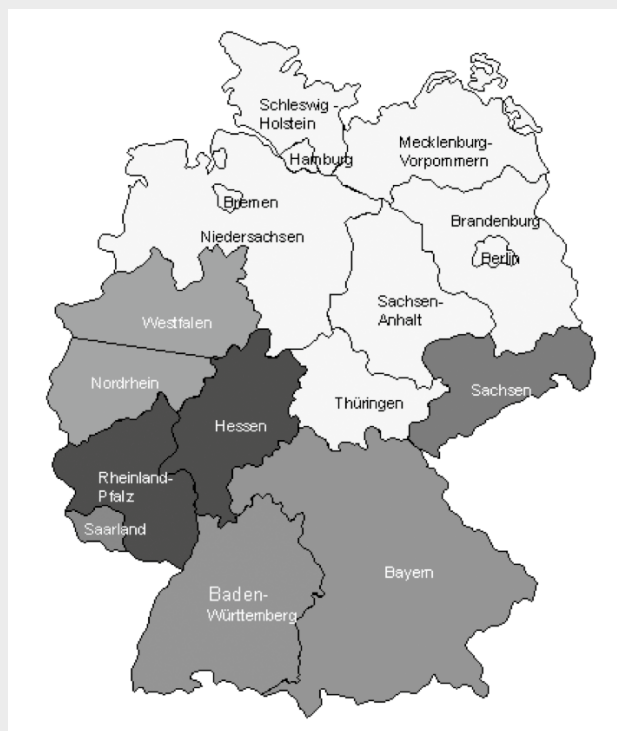 Schleswig -
Holstein
Hamburg
Mecklenburg-
Vorpommern
Bremen
Niedersachsen
Brandenburg
Berlin
Sachsen-
Anhalt
Westfalen
Nordrhein
Hessen
Thüringen
Sachsen
Rheinland-
Pfalz
Saarland
Baden-
Württemberg
Bayern